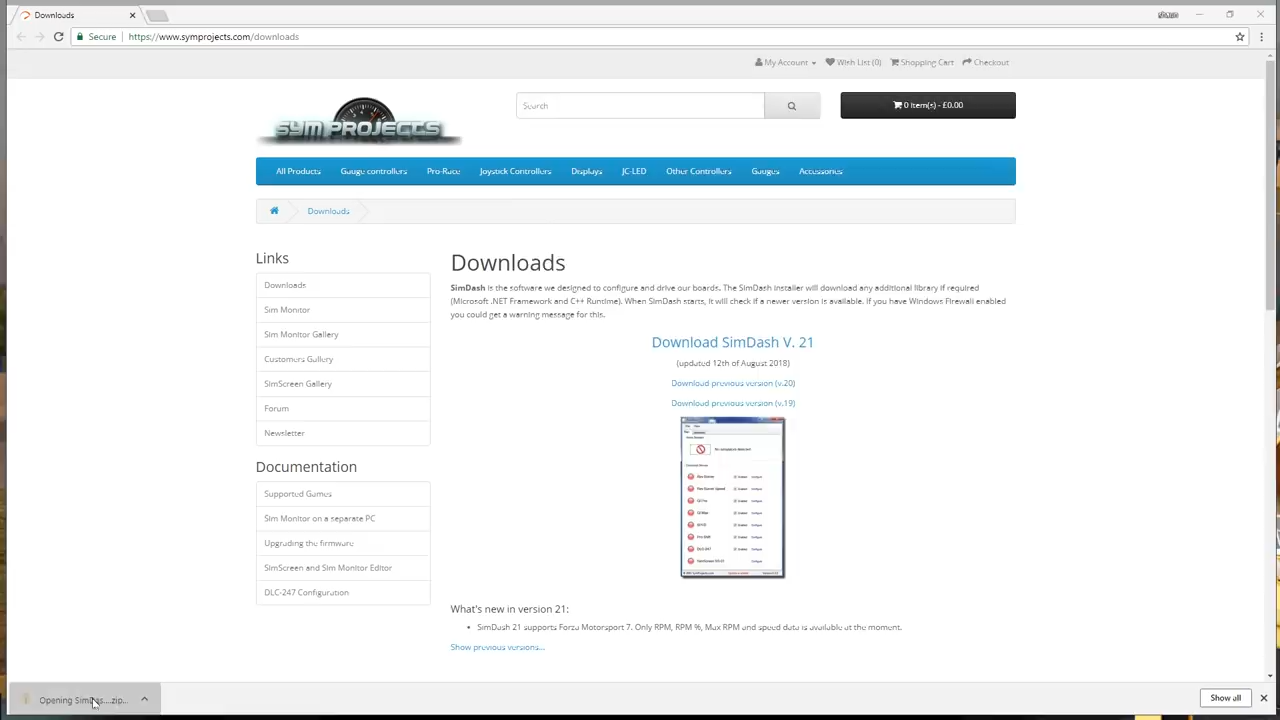 Downloads
Secure
https://www.symprojects.com/downloads
My Account
Wish List (0)
Shopping Cart
Checkout
SYM PROJECTS
Search
0 item(s) - £0.00
All Products
Gauge controllers
Pro-Race
Joystick Controllers
Displays
JC-LED
Other Controllers
Gauges
Accessories
Downloads
Links
Downloads
Sim Monitor
Sim Monitor Gallery
Customers Gallery
SimScreen Gallery
Forum
Newsletter
Documentation
Supported Games
Sim Monitor on a separate PC
Upgrading the firmware
SimScreen and Sim Monitor Editor
DLC-247 Configuration
Downloads
SimDash is the software we designed to configure and drive our boards. The SimDash installer will download any additional library if required
(Microsoft .NET Framework and C++ Runtime). When SimDash starts, it will check if a newer version is available. If you have Windows Firewall enabled
you could get a warning message for this.
Download SimDash V. 21
(updated 12th of August 2018)
Download previous version (v.20)
Download previous version (v.19)
What's new in version 21:
SimDash 21 supports Forza Motorsport 7. Only RPM, RPM %, Max RPM and speed data is available at the moment.
Show previous versions...
Opening SimDas....zip...
Show all